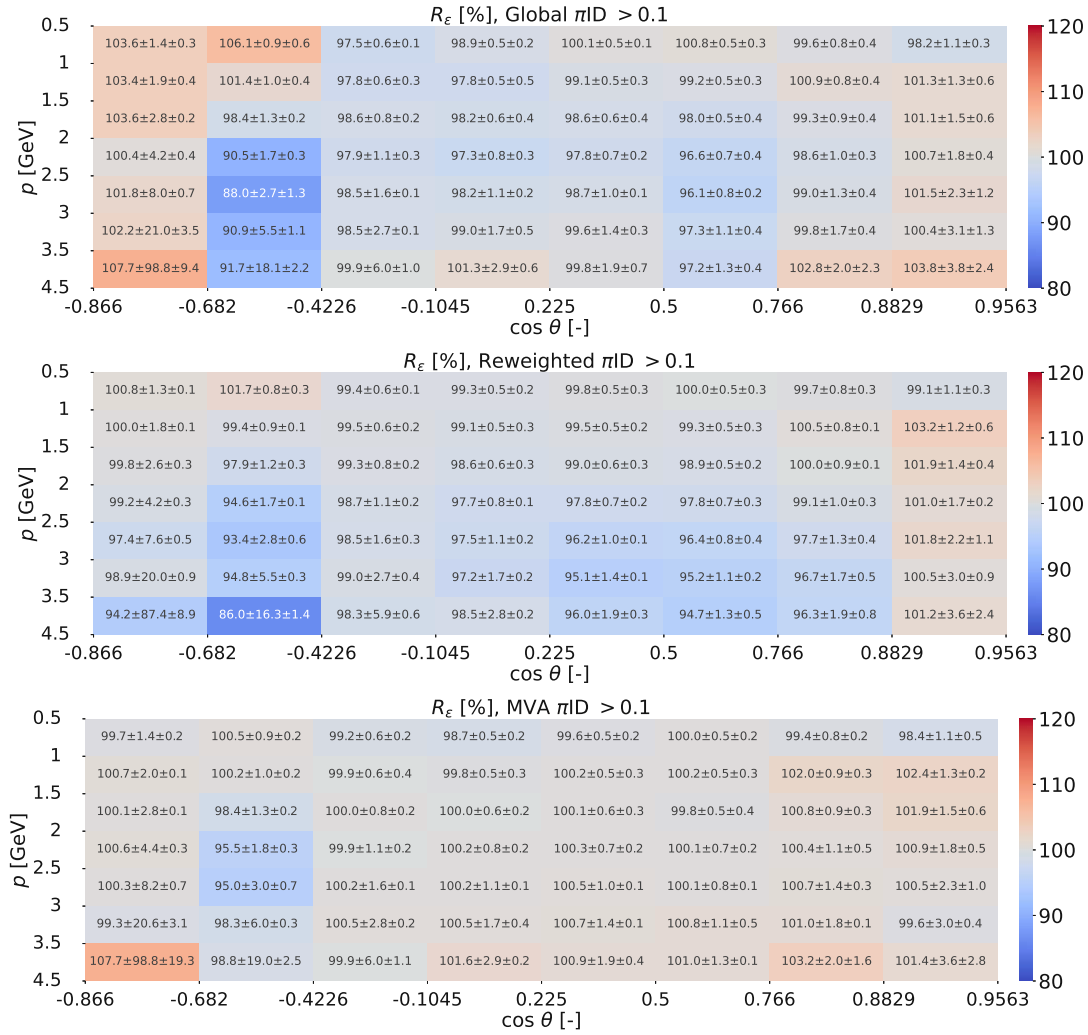 R_ε [%], Global πID > 0.1
0.5
103.6±1.4±0.3 106.1±0.9±0.6 97.5±0.6±0.1 98.9±0.5±0.2 100.1±0.5±0.1 100.8±0.5±0.3 99.6±0.8±0.4 98.2±1.1±0.3
1
103.4±1.9±0.4 101.4±1.0±0.4 97.8±0.6±0.3 97.8±0.5±0.5 99.1±0.5±0.3 99.2±0.5±0.3 100.9±0.8±0.4 101.3±1.3±0.6
1.5
103.6±2.8±0.2 98.4±1.3±0.2 98.6±0.8±0.2 98.2±0.6±0.4 98.6±0.6±0.4 98.0±0.5±0.4 99.3±0.9±0.4 101.1±1.5±0.6
2
100.4±4.2±0.4 90.5±1.7±0.3 97.9±1.1±0.3 97.3±0.8±0.3 97.8±0.7±0.2 96.6±0.7±0.4 98.6±1.0±0.3 100.7±1.8±0.4
2.5
101.8±8.0±0.7 88.0±2.7±1.3 98.5±1.6±0.1 98.2±1.1±0.2 98.7±1.0±0.1 96.1±0.8±0.2 99.0±1.3±0.4 101.5±2.3±1.2
3
102.2±21.0±3.5 90.9±5.5±1.1 98.5±2.7±0.1 99.0±1.7±0.5 99.6±1.4±0.3 97.3±1.1±0.4 99.8±1.7±0.4 100.4±3.1±1.3
3.5
107.7±98.8±9.4 91.7±18.1±2.2 99.9±6.0±1.0 101.3±2.9±0.6 99.8±1.9±0.7 97.2±1.3±0.4 102.8±2.0±2.3 103.8±3.8±2.4
4.5
p [GeV]
-0.866 -0.682 -0.4226 -0.1045 0.225 0.5 0.766 0.8829 0.9563
cos θ [-]
120
110
100
90
80
R_ε [%], Reweighted πID > 0.1
0.5
100.8±1.3±0.1 101.7±0.8±0.3 99.4±0.6±0.1 99.3±0.5±0.2 99.8±0.5±0.3 100.0±0.5±0.3 99.7±0.8±0.3 99.1±1.1±0.3
1
100.0±1.8±0.1 99.4±0.9±0.1 99.5±0.6±0.2 99.1±0.5±0.3 99.5±0.5±0.2 99.3±0.5±0.3 100.5±0.8±0.1 103.2±1.2±0.6
1.5
99.8±2.6±0.3 97.9±1.2±0.3 99.3±0.8±0.2 98.6±0.6±0.3 99.0±0.6±0.3 98.9±0.5±0.2 100.0±0.9±0.1 101.9±1.4±0.4
2
99.2±4.2±0.3 94.6±1.7±0.1 98.7±1.1±0.2 97.7±0.8±0.1 97.8±0.7±0.2 97.8±0.7±0.3 99.1±1.0±0.3 101.0±1.7±0.2
2.5
97.4±7.6±0.5 93.4±2.8±0.6 98.5±1.6±0.3 97.5±1.1±0.2 96.2±1.0±0.1 96.4±0.8±0.4 97.7±1.3±0.4 101.8±2.2±1.1
3
98.9±20.0±0.9 94.8±5.5±0.3 99.0±2.7±0.4 97.2±1.7±0.2 95.1±1.4±0.1 95.2±1.1±0.2 96.7±1.7±0.5 100.5±3.0±0.9
3.5
94.2±87.4±8.9 86.0±16.3±1.4 98.3±5.9±0.6 98.5±2.8±0.2 96.0±1.9±0.3 94.7±1.3±0.5 96.3±1.9±0.8 101.2±3.6±2.4
4.5
p [GeV]
-0.866 -0.682 -0.4226 -0.1045 0.225 0.5 0.766 0.8829 0.9563
cos θ [-]
120
110
100
90
80
R_ε [%], MVA πID > 0.1
0.5
99.7±1.4±0.2 100.5±0.9±0.2 99.2±0.6±0.2 98.7±0.5±0.2 99.6±0.5±0.2 100.0±0.5±0.2 99.4±0.8±0.2 98.4±1.1±0.5
1
100.7±2.0±0.1 100.2±1.0±0.2 99.9±0.6±0.4 99.8±0.5±0.3 100.2±0.5±0.3 100.2±0.5±0.3 102.0±0.9±0.3 102.4±1.3±0.2
1.5
100.1±2.8±0.1 98.4±1.3±0.2 100.0±0.8±0.2 100.0±0.6±0.2 100.1±0.6±0.3 99.8±0.5±0.4 100.8±0.9±0.3 101.9±1.5±0.6
2
100.6±4.4±0.3 95.5±1.8±0.3 99.9±1.1±0.2 100.2±0.8±0.2 100.3±0.7±0.2 100.1±0.7±0.2 100.4±1.1±0.5 100.9±1.8±0.5
2.5
100.3±8.2±0.7 95.0±3.0±0.7 100.2±1.6±0.1 100.2±1.1±0.1 100.5±1.0±0.1 100.1±0.8±0.1 100.7±1.4±0.3 100.5±2.3±1.0
3
99.3±20.6±3.1 98.3±6.0±0.3 100.5±2.8±0.2 100.5±1.7±0.4 100.7±1.4±0.1 100.8±1.1±0.5 101.0±1.8±0.1 99.6±3.0±0.4
3.5
107.7±98.8±19.3 98.8±19.0±2.5 99.9±6.0±1.1 101.6±2.9±0.2 100.9±1.9±0.4 101.0±1.3±0.1 103.2±2.0±1.6 101.4±3.6±2.8
4.5
p [GeV]
-0.866 -0.682 -0.4226 -0.1045 0.225 0.5 0.766 0.8829 0.9563
cos θ [-]
120
110
100
90
80